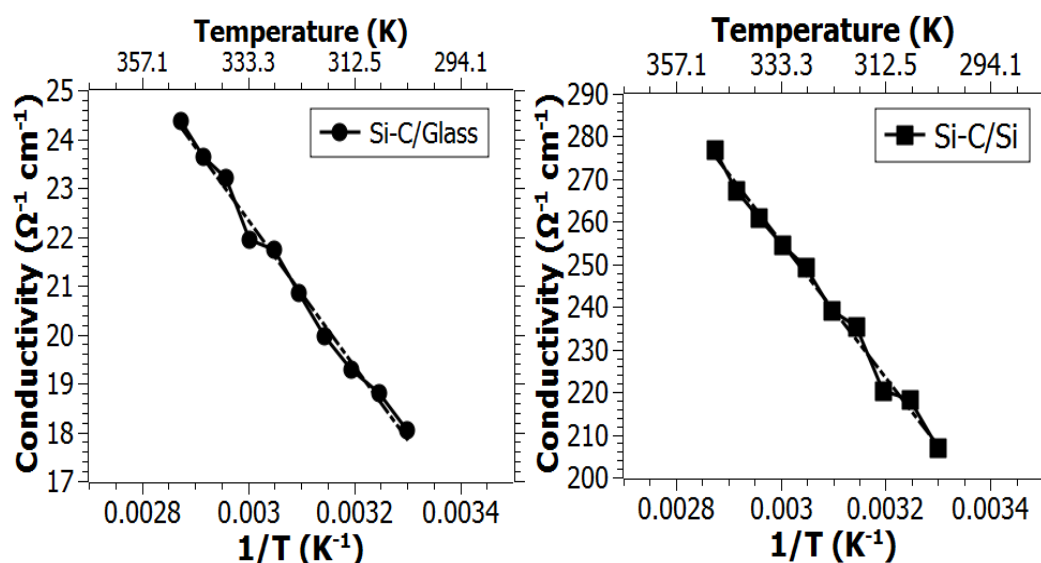 Temperature (K)
357.1 333.3 312.5 294.1
25
24
23
22
21
20
19
18
17
Conductivity (Ω⁻¹ cm⁻¹)
Si-C/Glass
0.0028 0.003 0.0032 0.0034
1/T (K⁻¹)
Temperature (K)
357.1 333.3 312.5 294.1
290
280
270
260
250
240
230
220
210
200
Conductivity (Ω⁻¹ cm⁻¹)
Si-C/Si
0.0028 0.003 0.0032 0.0034
1/T (K⁻¹)